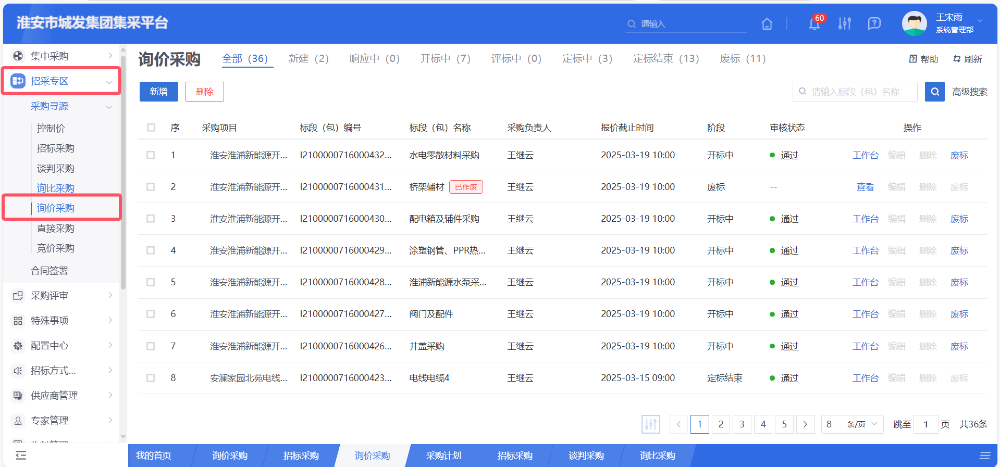 淮安市城发集团集采平台
请输入
60
王宋雨
系统管理部
集中采购
招采专区
采购寻源
控制价
招标采购
谈判采购
询比采购
询价采购
直接采购
竞价采购
合同签署
采购评审
特殊事项
配置中心
招标方式...
供应商管理
专家管理
询价采购
全部（36） 新建（2） 响应中（0） 开标中（7） 评标中（0） 定标中（3） 定标结束（13） 废标（11）
帮助 刷新
新增 删除
请输入标段（包）名称
高级搜索
序 采购项目 标段（包）编号 标段（包）名称 采购负责人 报价截止时间 阶段 审核状态 操作
1 淮安淮浦新能源开... I2100000716000432... 水电零散材料采购 王继云 2025-03-19 10:00 开标中 通过 工作台 编辑 删除 废标
2 淮安淮浦新能源开... I2100000716000431... 桥架辅材 已作废 王继云 2025-03-19 10:00 废标 -- 查看 编辑 删除 废标
3 淮安淮浦新能源开... I2100000716000430... 配电箱及辅件采购 王继云 2025-03-19 10:00 开标中 通过 工作台 编辑 删除 废标
4 淮安淮浦新能源开... I2100000716000429... 涂塑钢管、PPR热... 王继云 2025-03-19 10:00 开标中 通过 工作台 编辑 删除 废标
5 淮安淮浦新能源开... I2100000716000428... 淮浦新能源水泵采... 王继云 2025-03-19 10:00 开标中 通过 工作台 编辑 删除 废标
6 淮安淮浦新能源开... I2100000716000427... 阀门及配件 王继云 2025-03-19 10:00 开标中 通过 工作台 编辑 删除 废标
7 淮安淮浦新能源开... I2100000716000426... 井盖采购 王继云 2025-03-19 10:00 开标中 通过 工作台 编辑 删除 废标
8 安澜家园北苑电线... I2100000716000423... 电线电缆4 王继云 2025-03-15 09:00 定标结束 通过 工作台 编辑 删除 废标
1 2 3 4 5 8 条/页 跳至 1 页 共36条
我的首页 询价采购 招标采购 询价采购 采购计划 招标采购 谈判采购 询比采购